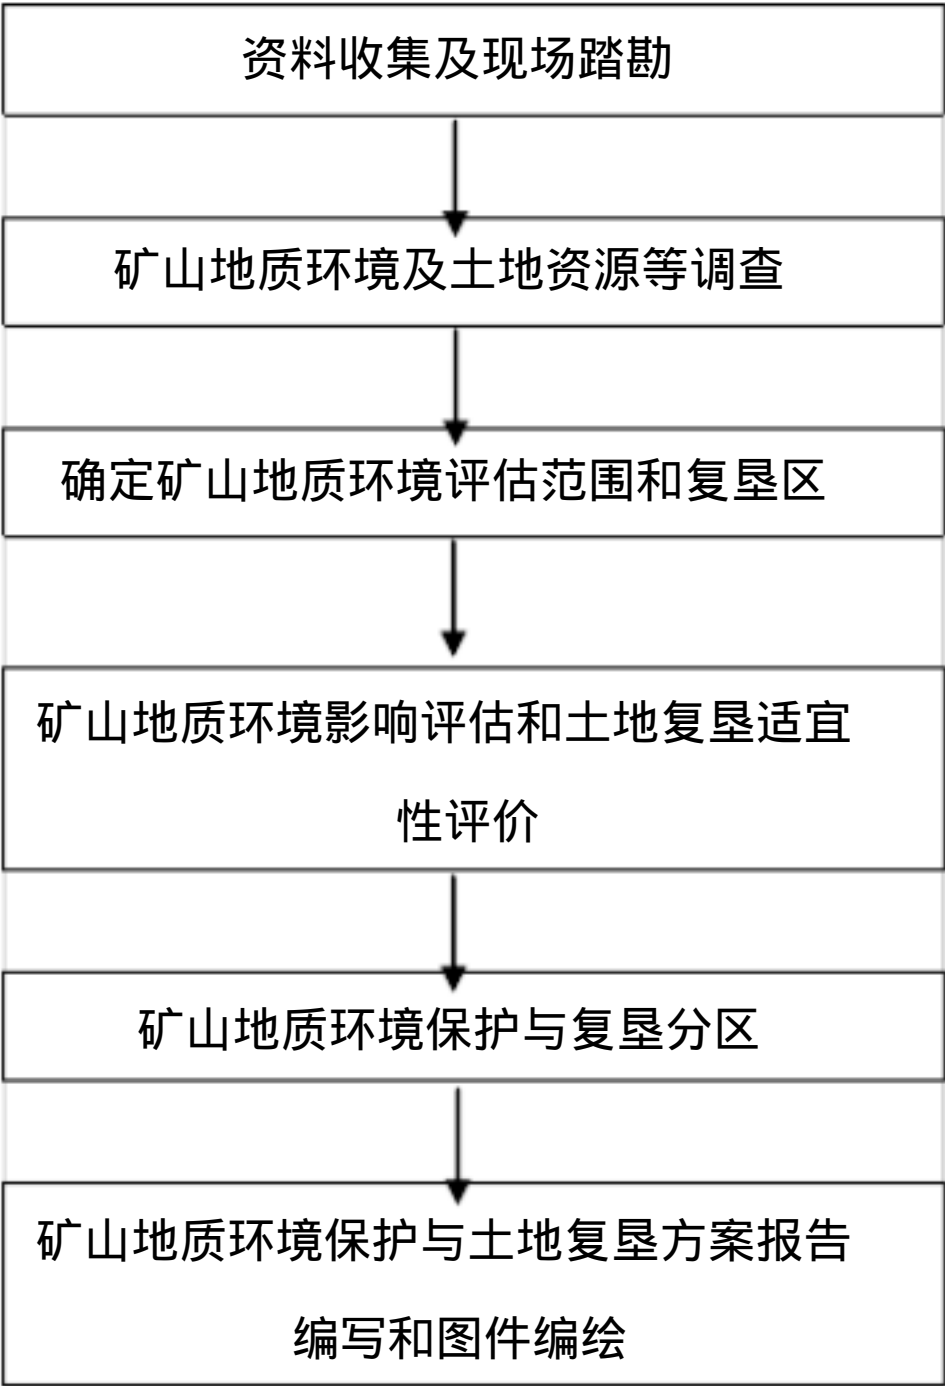 资料收集及现场踏勘
矿山地质环境及土地资源等调查
确定矿山地质环境评估范围和复垦区
矿山地质环境影响评估和土地复垦适宜
性评价
矿山地质环境保护与复垦分区
矿山地质环境保护与土地复垦方案报告
编写和图件编绘